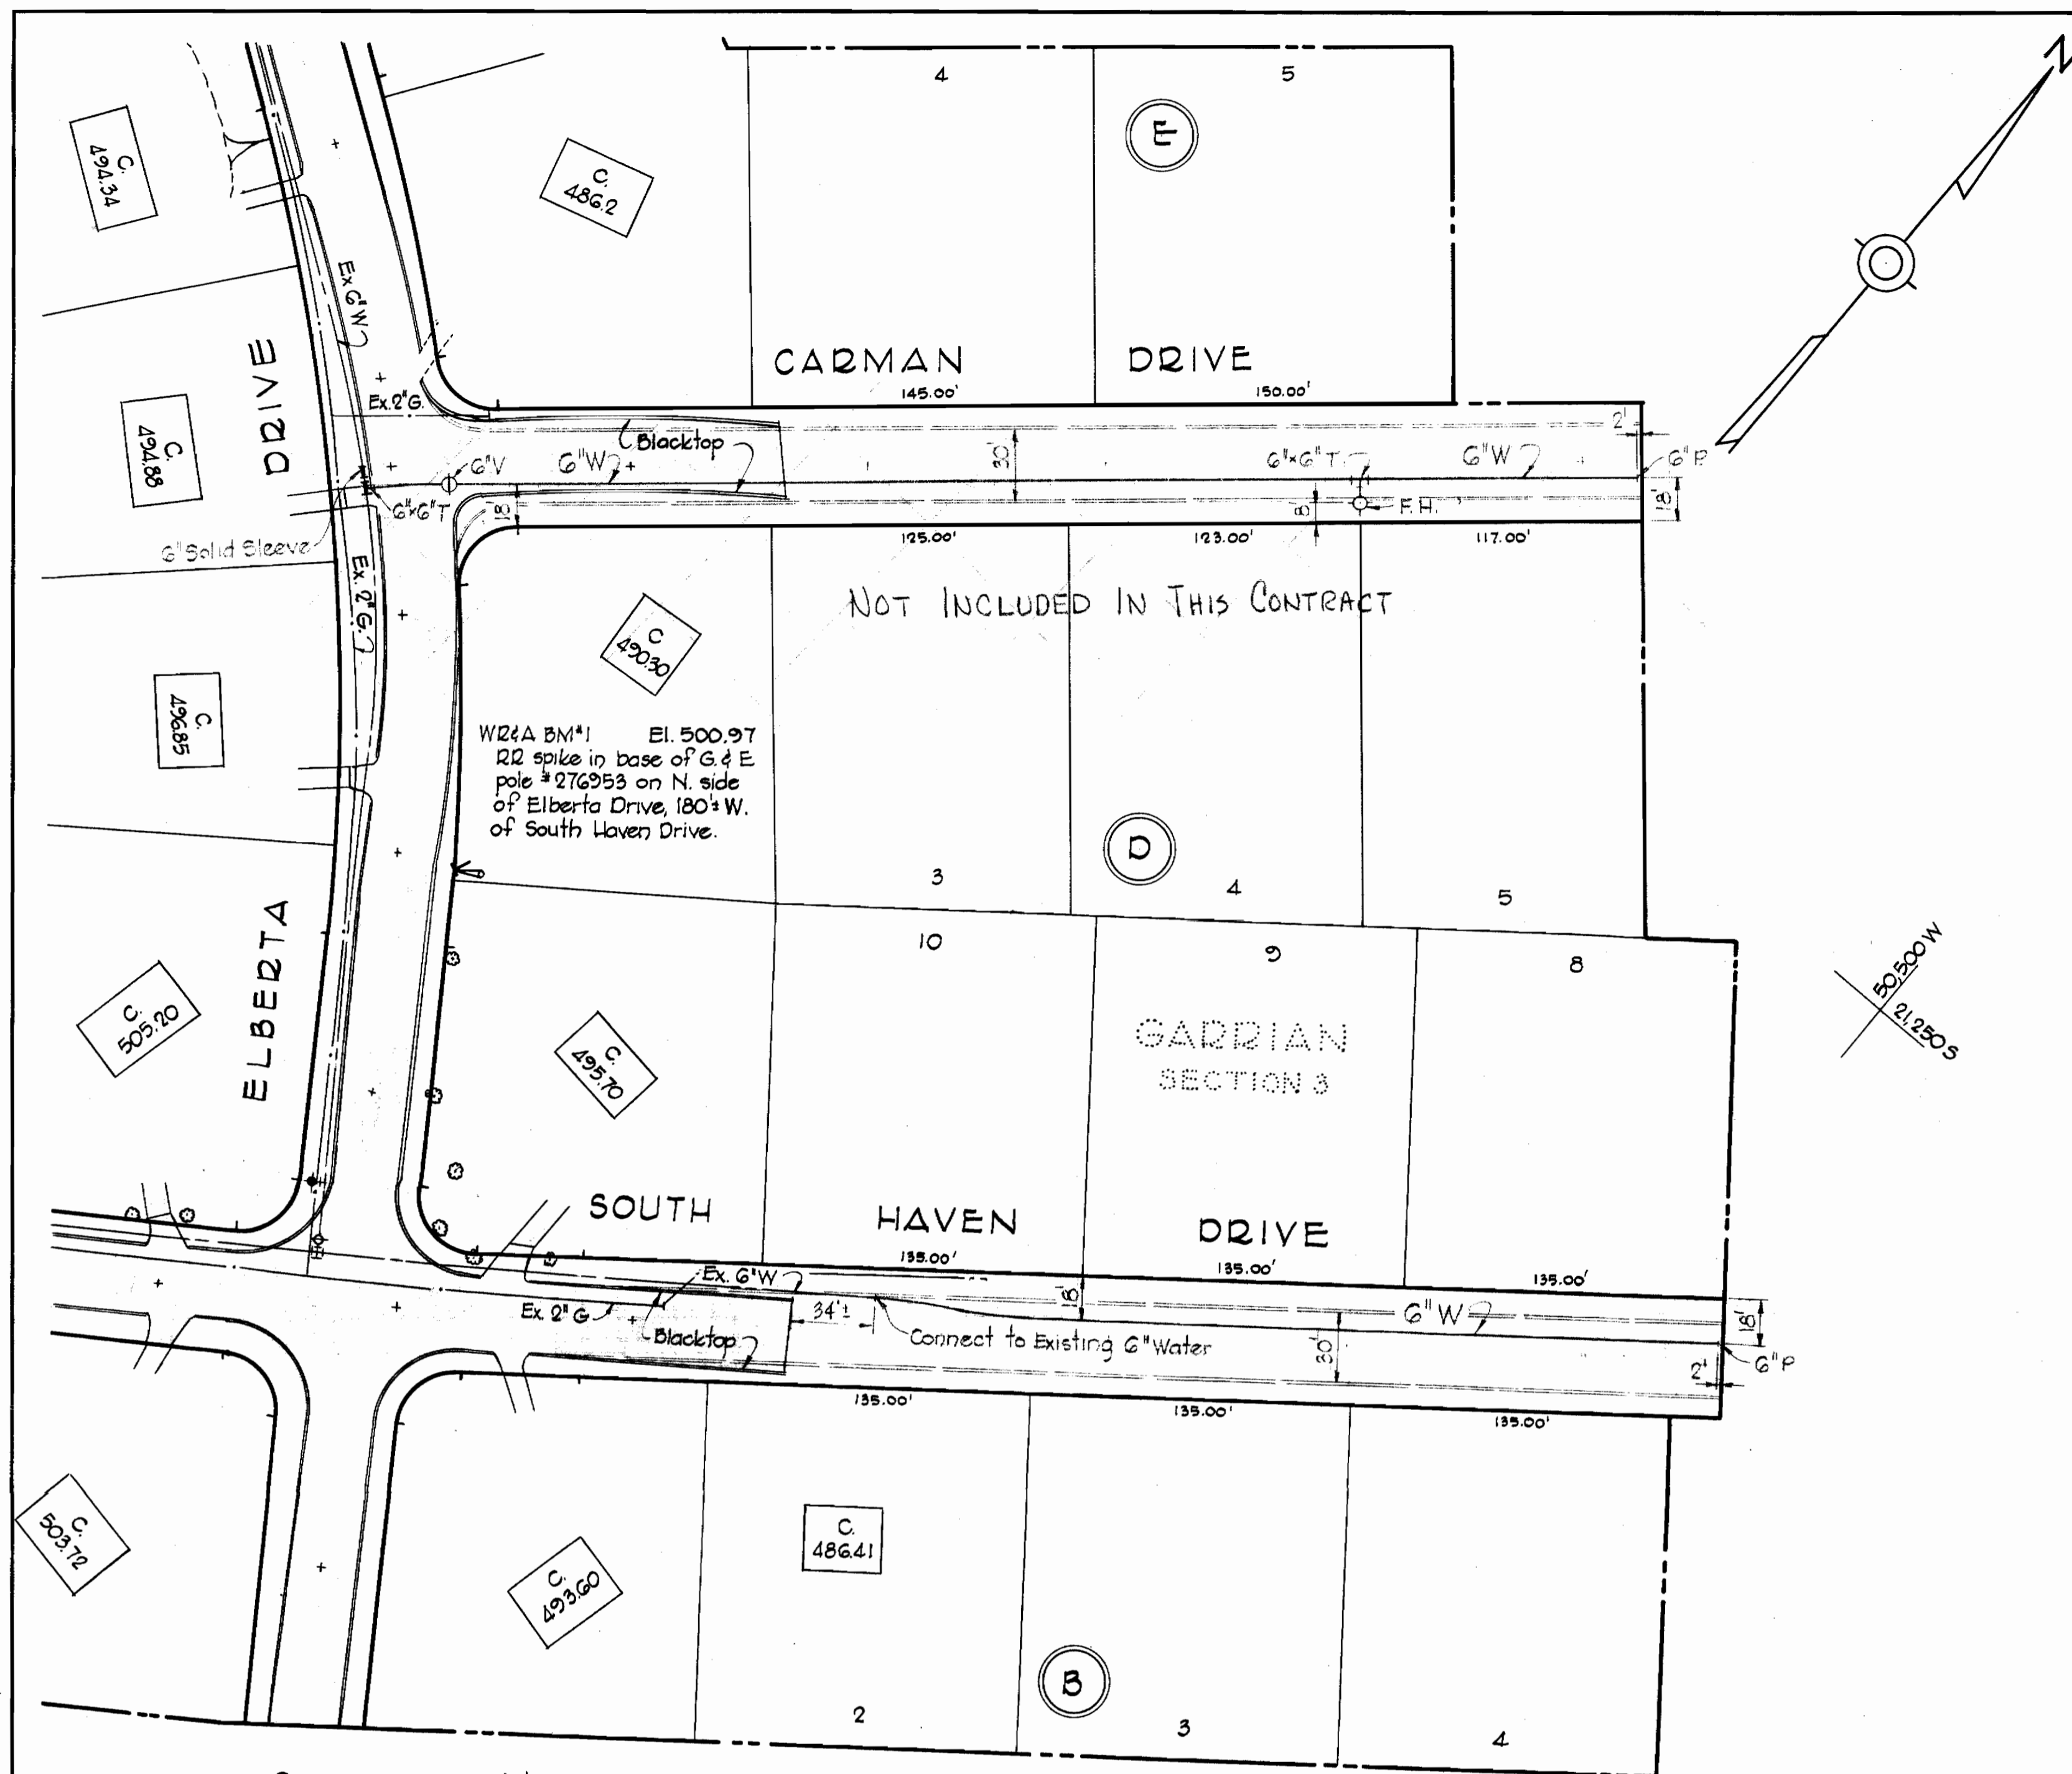 N
4
5
E
C.
494.34
C.
486.2
Ex 6"W
CARMAN DRIVE
145.00'
150.00'
DRIVE
Ex. 2" G.
2'
Blacktop
30'
6"V
6"W
6"x6" T.
6"W
6" P.
C.
494.88
6"x6" T
18'
8'
F.H.
18'
6" Solid Sleeve
125.00'
123.00'
117.00'
Ex. 2" G.
NOT INCLUDED IN THIS CONTRACT
C
490.30
C.
496.85
WR&A BM#1 El. 500.97
RR spike in base of G. & E
pole #276953 on N. side
of Elberta Drive, 180'± W.
of South Haven Drive.
D
3
4
5
10
9
8
ELBERTA
50,500 W
21,250 S
C.
505.20
C.
495.70
GARRIAN
SECTION 3
SOUTH HAVEN DRIVE
135.00'
135.00'
135.00'
Ex. 6"W
18'
Ex. 2" G
34'±
6" W
18'
Blacktop
Connect to Existing 6" Water
30'
6" P
2'
135.00'
135.00'
135.00'
C.
503.72
C.
493.60
C.
486.41
B
2
3
4